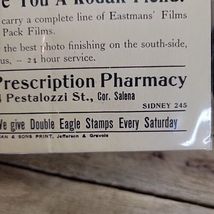 You A Kodak Fiend?
carry a complete line of Eastmans' Films
Pack Films.
the best photo finishing on the south-side,
us, – 24 hour service.
Prescription Pharmacy
Pestalozzi St., Cor. Salena
SIDNEY 245
We give Double Eagle Stamps Every Saturday
& SONS PRINT, Jefferson & Gravois